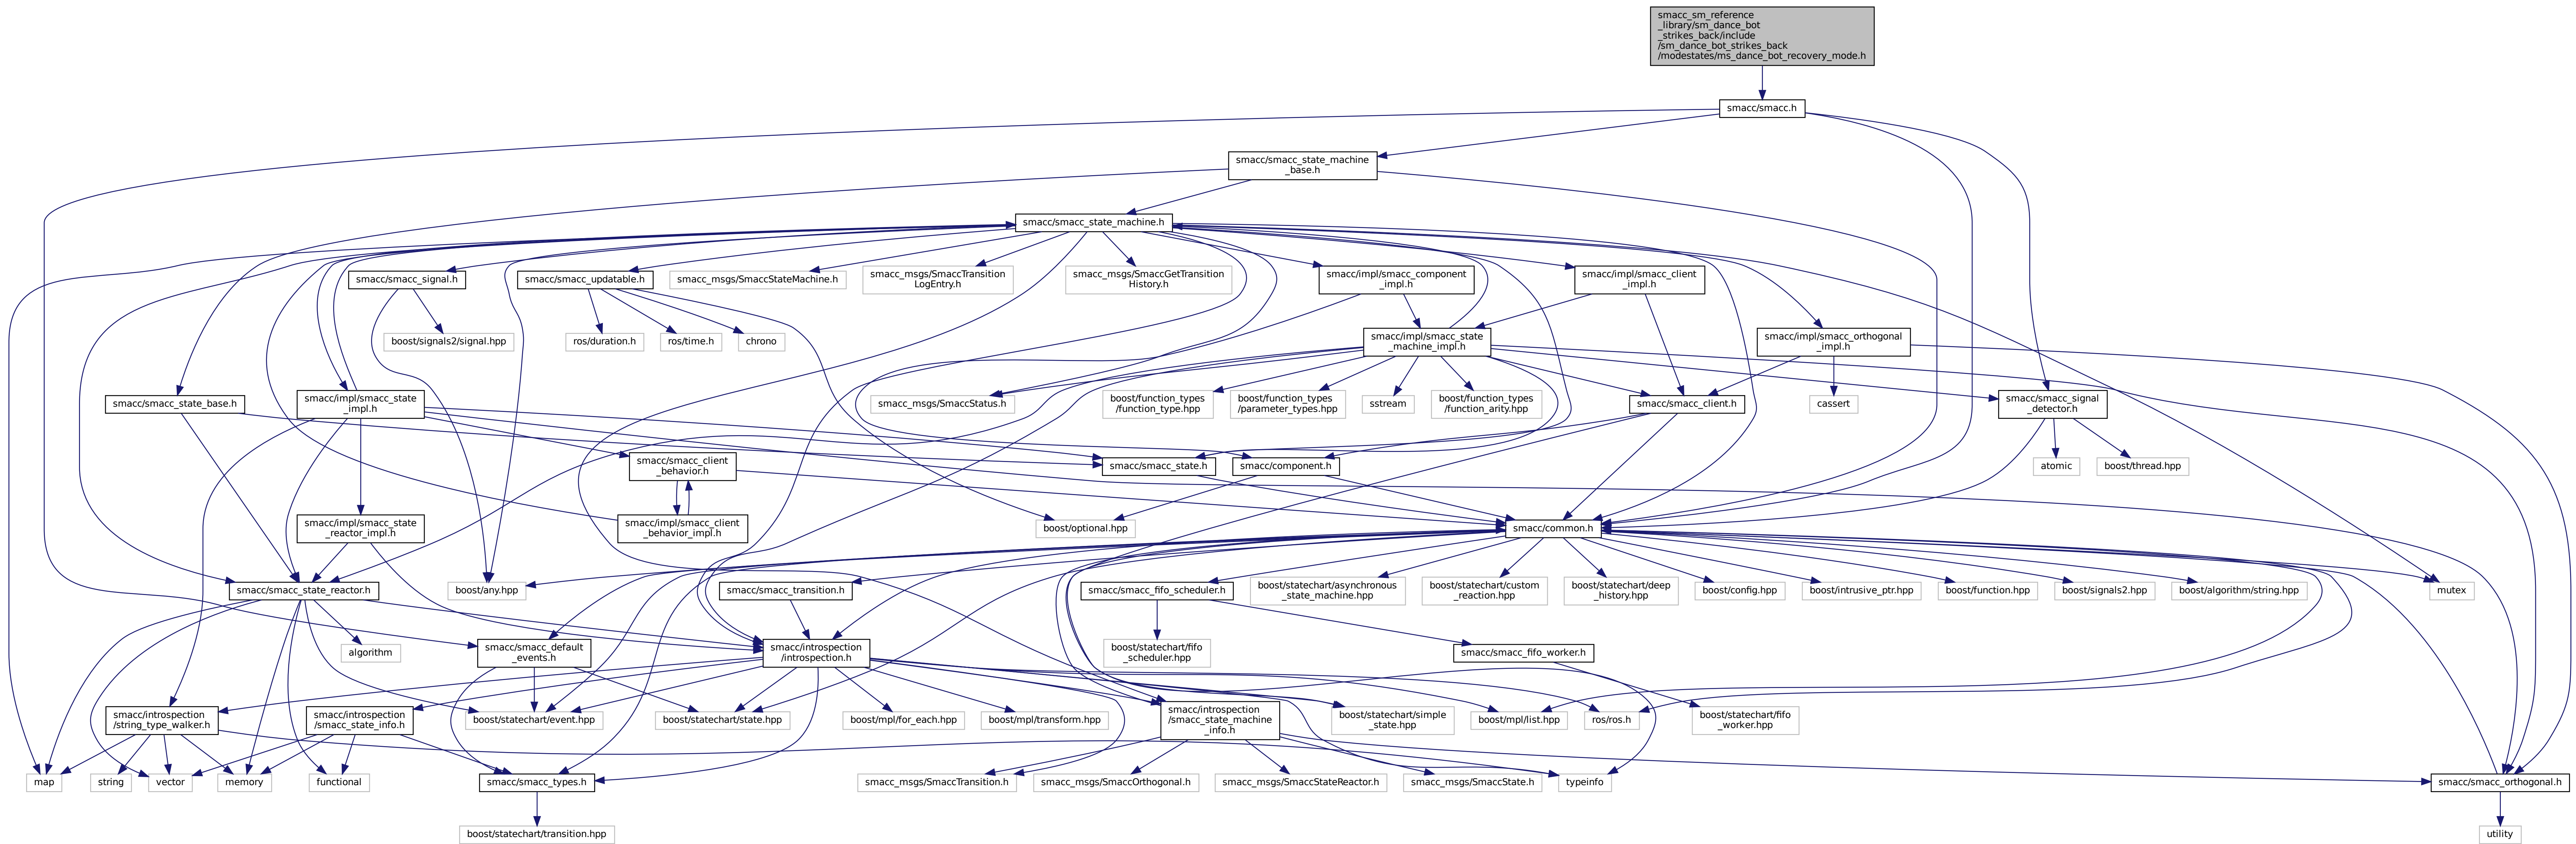 smacc_sm_reference
_library/sm_dance_bot
_strikes_back/include
/sm_dance_bot_strikes_back
/modestates/ms_dance_bot_recovery_mode.h
smacc/smacc.h
smacc/smacc_state_machine
_base.h
smacc/smacc_state_machine.h
smacc/smacc_signal.h
smacc/smacc_updatable.h
smacc_msgs/SmaccStateMachine.h
smacc_msgs/SmaccTransition
LogEntry.h
smacc_msgs/SmaccGetTransition
History.h
smacc/impl/smacc_component
_impl.h
smacc/impl/smacc_client
_impl.h
boost/signals2/signal.hpp
ros/duration.h
ros/time.h
chrono
smacc/impl/smacc_state
_machine_impl.h
smacc/impl/smacc_orthogonal
_impl.h
smacc/smacc_state_base.h
smacc/impl/smacc_state
_impl.h
smacc_msgs/SmaccStatus.h
boost/function_types
/function_type.hpp
boost/function_types
/parameter_types.hpp
sstream
boost/function_types
/function_arity.hpp
smacc/smacc_client.h
cassert
smacc/smacc_signal
_detector.h
smacc/smacc_client
_behavior.h
smacc/smacc_state.h
smacc/component.h
atomic
boost/thread.hpp
smacc/impl/smacc_state
_reactor_impl.h
smacc/impl/smacc_client
_behavior_impl.h
boost/optional.hpp
smacc/common.h
smacc/smacc_state_reactor.h
boost/any.hpp
smacc/smacc_transition.h
smacc/smacc_fifo_scheduler.h
boost/statechart/asynchronous
_state_machine.hpp
boost/statechart/custom
_reaction.hpp
boost/statechart/deep
_history.hpp
boost/config.hpp
boost/intrusive_ptr.hpp
boost/function.hpp
boost/signals2.hpp
boost/algorithm/string.hpp
mutex
algorithm
smacc/smacc_default
_events.h
smacc/introspection
/introspection.h
boost/statechart/fifo
_scheduler.hpp
smacc/smacc_fifo_worker.h
smacc/introspection
/string_type_walker.h
smacc/introspection
/smacc_state_info.h
boost/statechart/event.hpp
boost/statechart/state.hpp
boost/mpl/for_each.hpp
boost/mpl/transform.hpp
smacc/introspection
/smacc_state_machine
_info.h
boost/statechart/simple
_state.hpp
boost/mpl/list.hpp
ros/ros.h
boost/statechart/fifo
_worker.hpp
map
string
vector
memory
functional
smacc/smacc_types.h
smacc_msgs/SmaccTransition.h
smacc_msgs/SmaccOrthogonal.h
smacc_msgs/SmaccStateReactor.h
smacc_msgs/SmaccState.h
typeinfo
smacc/smacc_orthogonal.h
boost/statechart/transition.hpp
utility